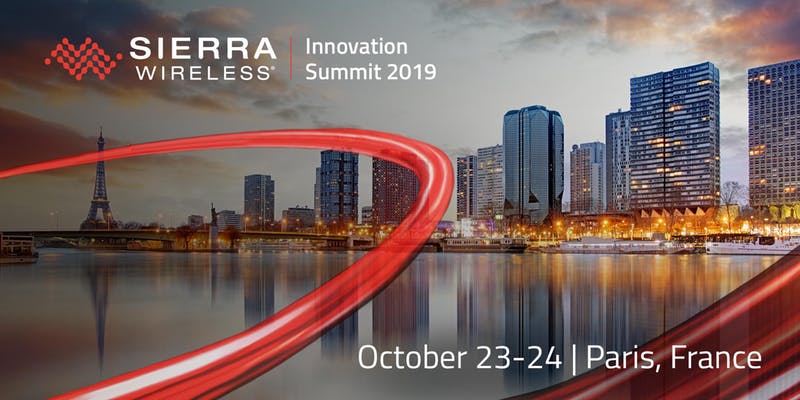 SIERRA
WIRELESS®
Innovation
Summit 2019
October 23-24 | Paris, France